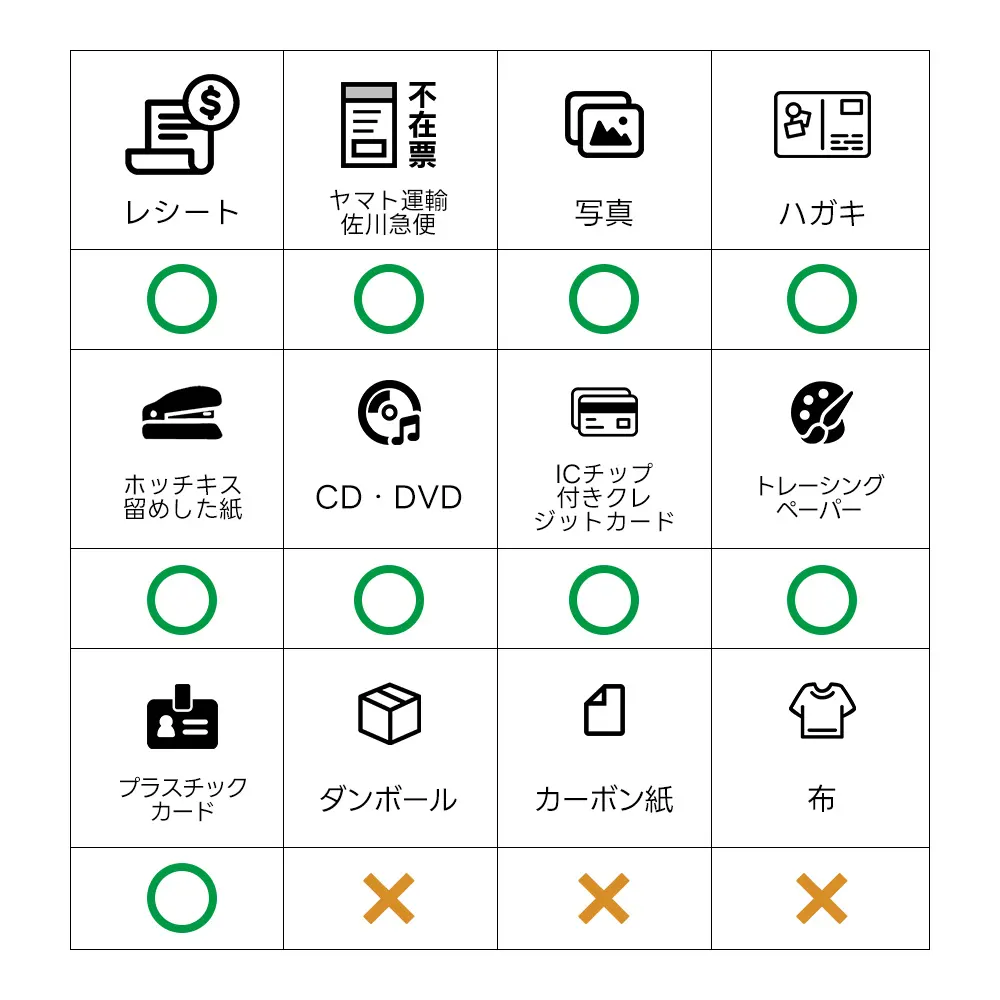 $
不在票
レシート
ヤマト運輸
佐川急便
写真
ハガキ
ホッチキス
留めした紙
CD・DVD
ICチップ
付きクレ
ジットカード
トレーシング
ペーパー
プラスチック
カード
ダンボール
カーボン紙
布